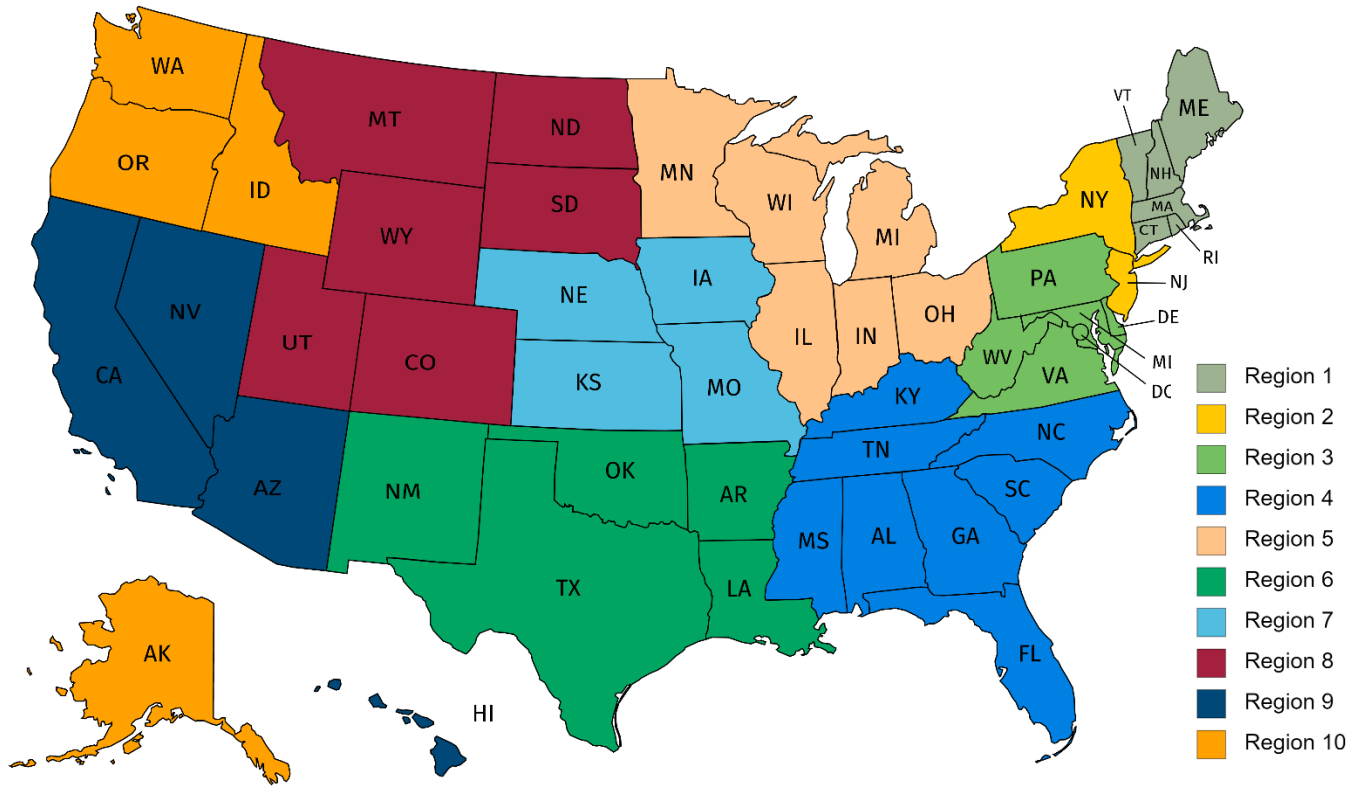 WA
MT
ND
MN
VT
ME
OR
ID
SD
WI
NH
NY
MA
CT
RI
WY
MI
NV
UT
CO
NE
IA
PA
NJ
CA
KS
MO
IL
IN
OH
WV
VA
DE
MI
DC
KY
AZ
NM
OK
AR
TN
NC
SC
MS
AL
GA
TX
LA
FL
AK
HI
Region 1
Region 2
Region 3
Region 4
Region 5
Region 6
Region 7
Region 8
Region 9
Region 10